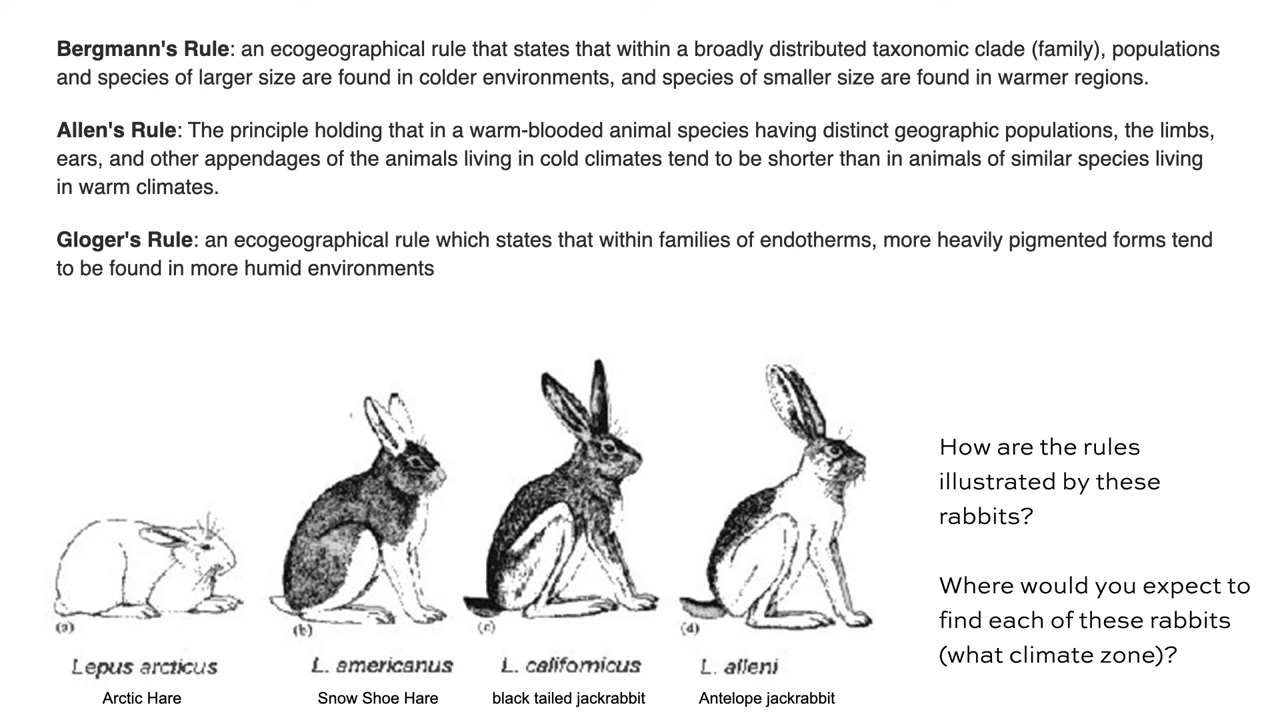 Bergmann's Rule: an ecogeographical rule that states that within a broadly distributed taxonomic clade (family), populations
and species of larger size are found in colder environments, and species of smaller size are found in warmer regions.
Allen's Rule: The principle holding that in a warm-blooded animal species having distinct geographic populations, the limbs,
ears, and other appendages of the animals living in cold climates tend to be shorter than in animals of similar species living
in warm climates.
Gloger's Rule: an ecogeographical rule which states that within families of endotherms, more heavily pigmented forms tend
to be found in more humid environments
How are the rules
illustrated by these
rabbits?
Where would you expect to
find each of these rabbits
(what climate zone)?
(a) (b) (c) (d)
Lepus arcticus L. americanus L. californicus L. alleni
Arctic Hare Snow Shoe Hare black tailed jackrabbit Antelope jackrabbit